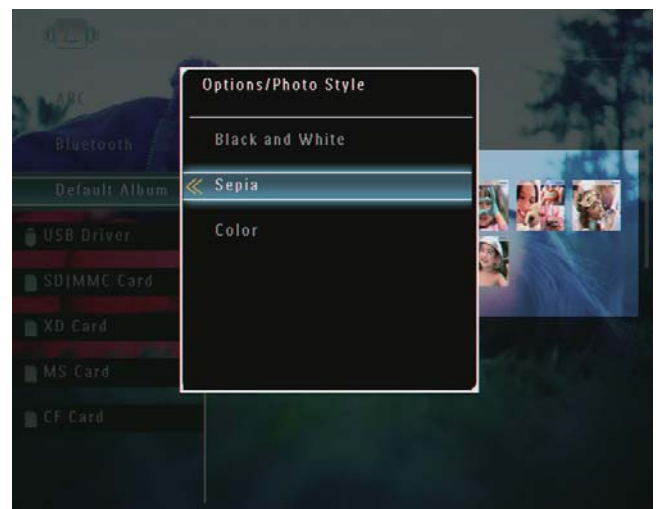 ABC
Bluetooth
Default Album
USB Driver
SD|MMC Card
XD Card
MS Card
CF Card
Options/Photo Style
Black and White
Sepia
Color